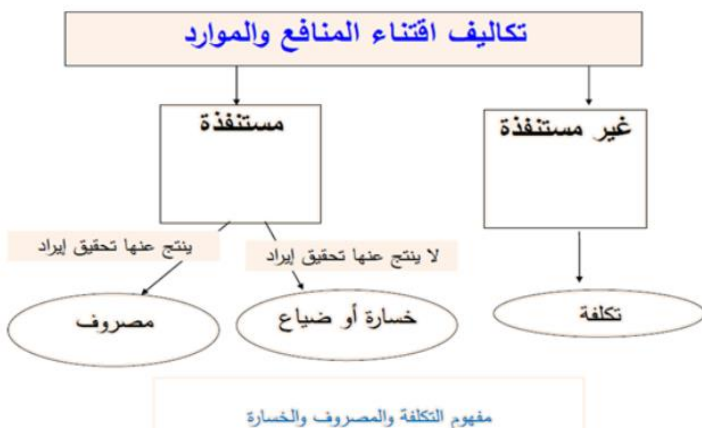 تكاليف اقتناء المنافع والموارد
غير مستنفذة
مستنفذة
لا ينتج عنها تحقيق إيراد
ينتج عنها تحقيق إيراد
تكلفة
خسارة أو ضياع
مصروف
مفهوم التكلفة والمصروف والخسارة